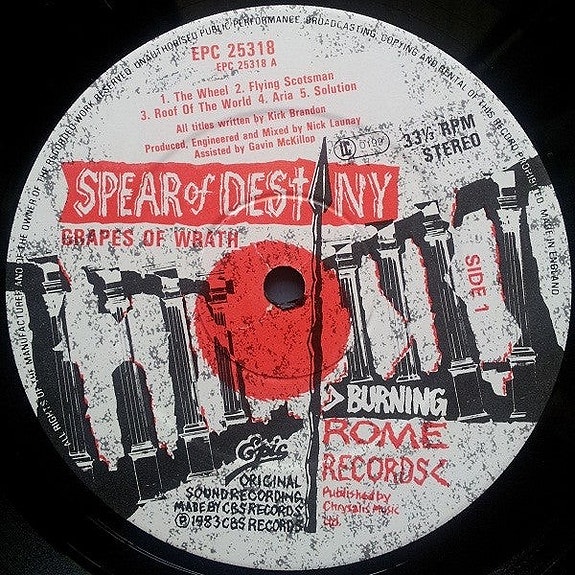 ALL RIGHTS OF THE MANUFACTURER AND OF THE OWNER OF THE RECORDED WORK RESERVED. UNAUTHORISED PUBLIC PERFORMANCE, BROADCASTING, COPYING AND RENTAL OF THIS RECORD PROHIBITED MADE IN ENGLAND
EPC 25318
EPC 25318 A
1. The Wheel 2. Flying Scotsman
3. Roof Of The World 4. Aria 5. Solution
All titles written by Kirk Brandon
Produced, Engineered and Mixed by Nick Launay
Assisted by Gavin McKillop
LC 0199
33⅓ RPM
STEREO
SPEAR of DESTINY
GRAPES OF WRATH
SIDE 1
> BURNING
ROME
RECORDS <
Epic
ORIGINAL
SOUND RECORDING
MADE BY CBS RECORDS
℗ 1983 CBS RECORDS
Published by
Chrysalis Music
Ltd.